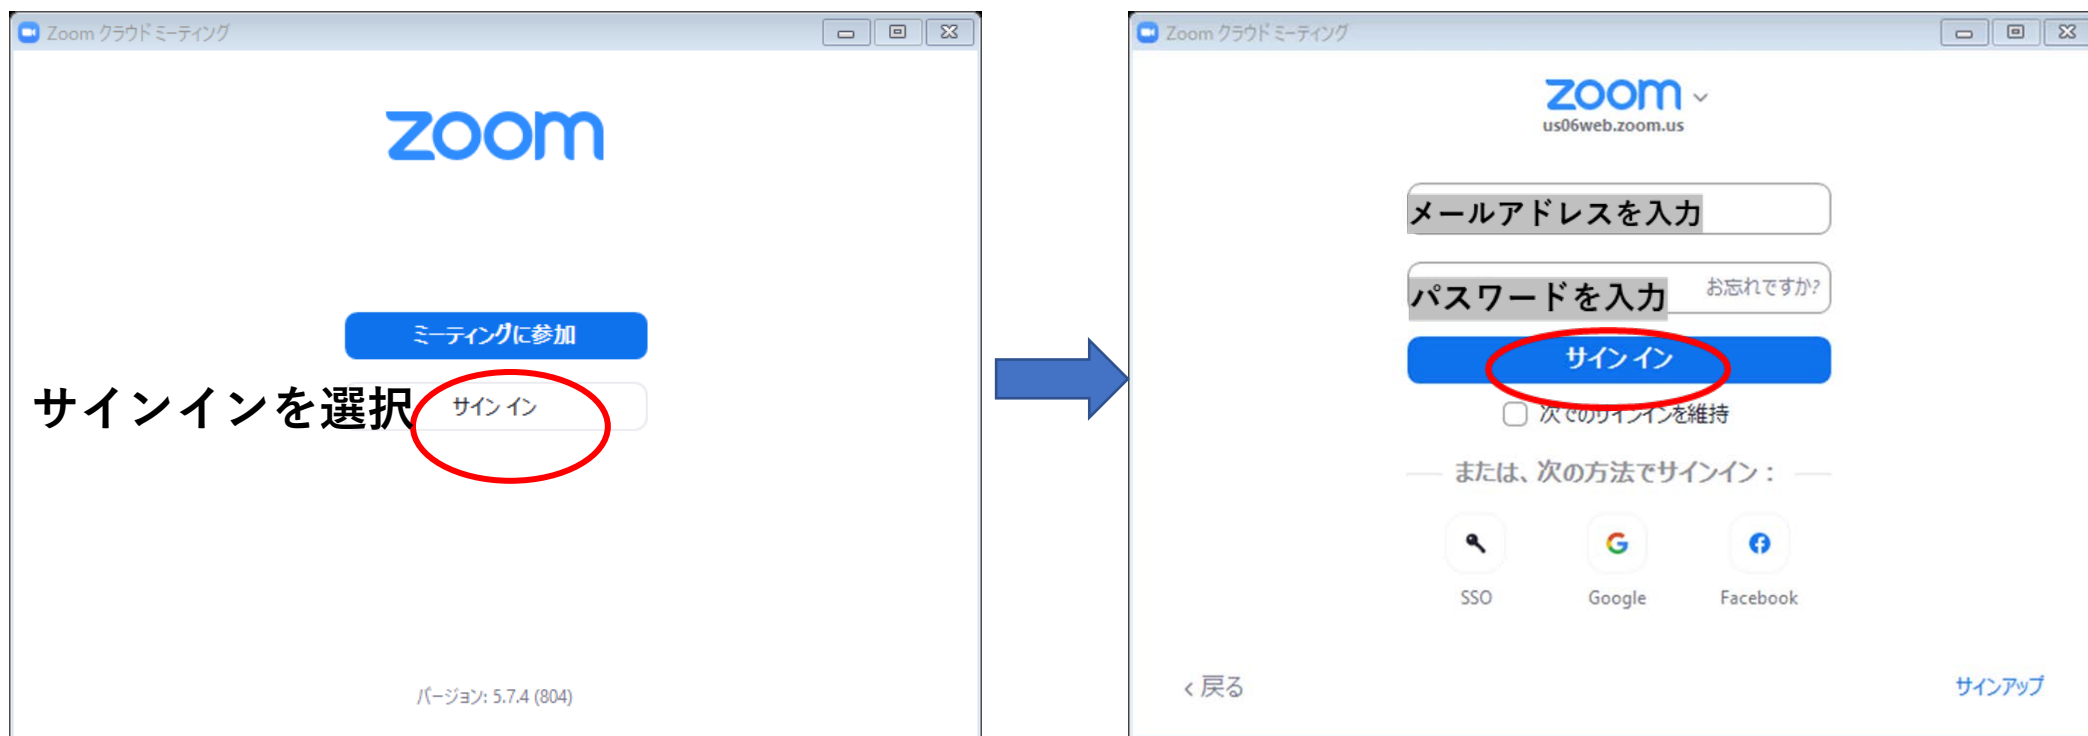 Zoom クラウド ミーティング
zoom
ミーティングに参加
サインインを選択
サイン イン
バージョン: 5.7.4 (804)
Zoom クラウド ミーティング
zoom
us06web.zoom.us
メールアドレスを入力
パスワードを入力
お忘れですか?
サイン イン
次でのサインインを維持
または、次の方法でサインイン：
SSO
Google
Facebook
< 戻る
サインアップ